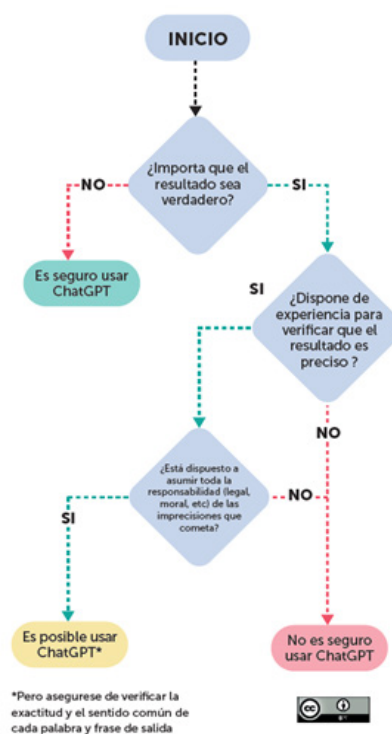 INICIO
¿Importa que el
resultado sea
verdadero?
NO
SI
Es seguro usar
ChatGPT
SI
¿Dispone de
experiencia para
verificar que el
resultado es
preciso ?
NO
¿Está dispuesto a
asumir toda la
responsabilidad (legal,
moral, etc) de las
imprecisiones que
cometa?
NO
SI
Es posible usar
ChatGPT*
No es seguro
usar ChatGPT
*Pero asegurese de verificar la
exactitud y el sentido común de
cada palabra y frase de salida
cc